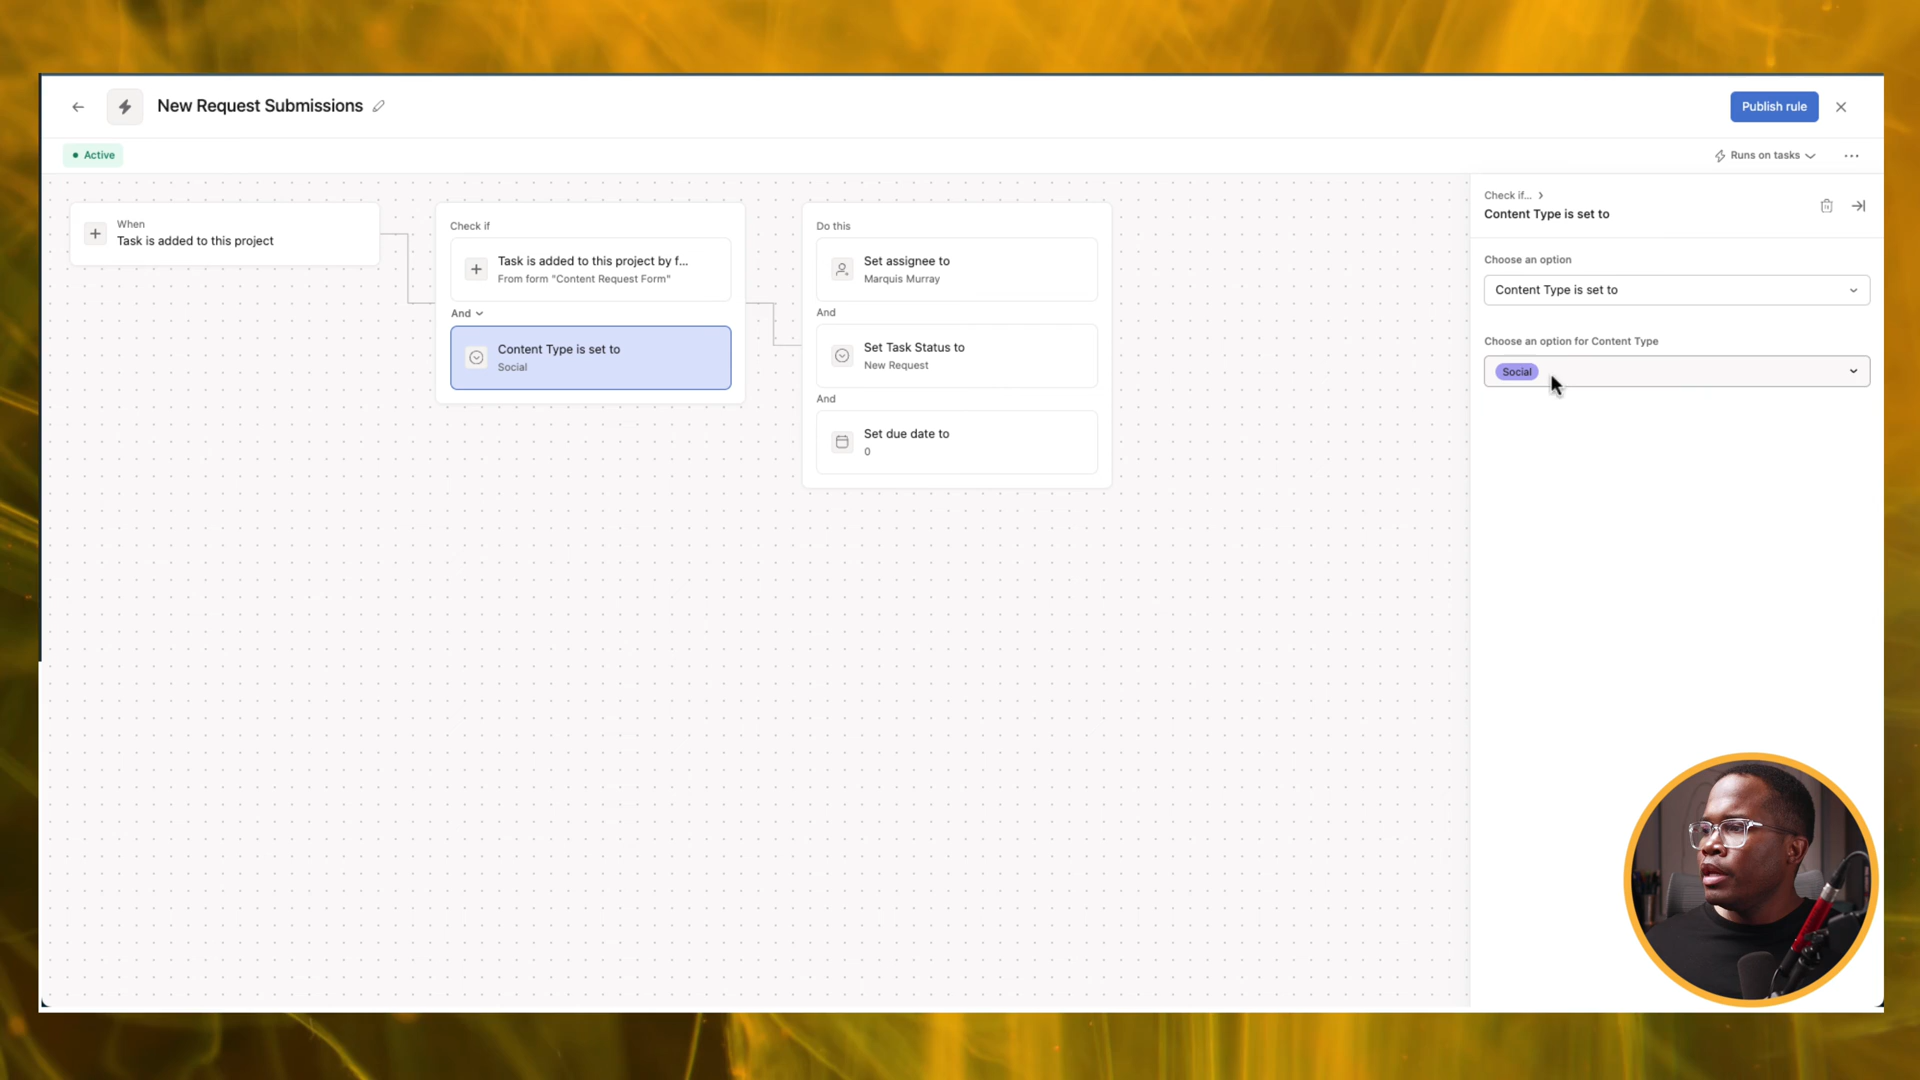 New Request Submissions
Publish rule
Active
Runs on tasks
When
Task is added to this project
Check if
Task is added to this project by f...
From form "Content Request Form"
And
Content Type is set to
Social
Do this
Set assignee to
Marquis Murray
And
Set Task Status to
New Request
And
Set due date to
0
Check if... >
Content Type is set to
Choose an option
Content Type is set to
Choose an option for Content Type
Social